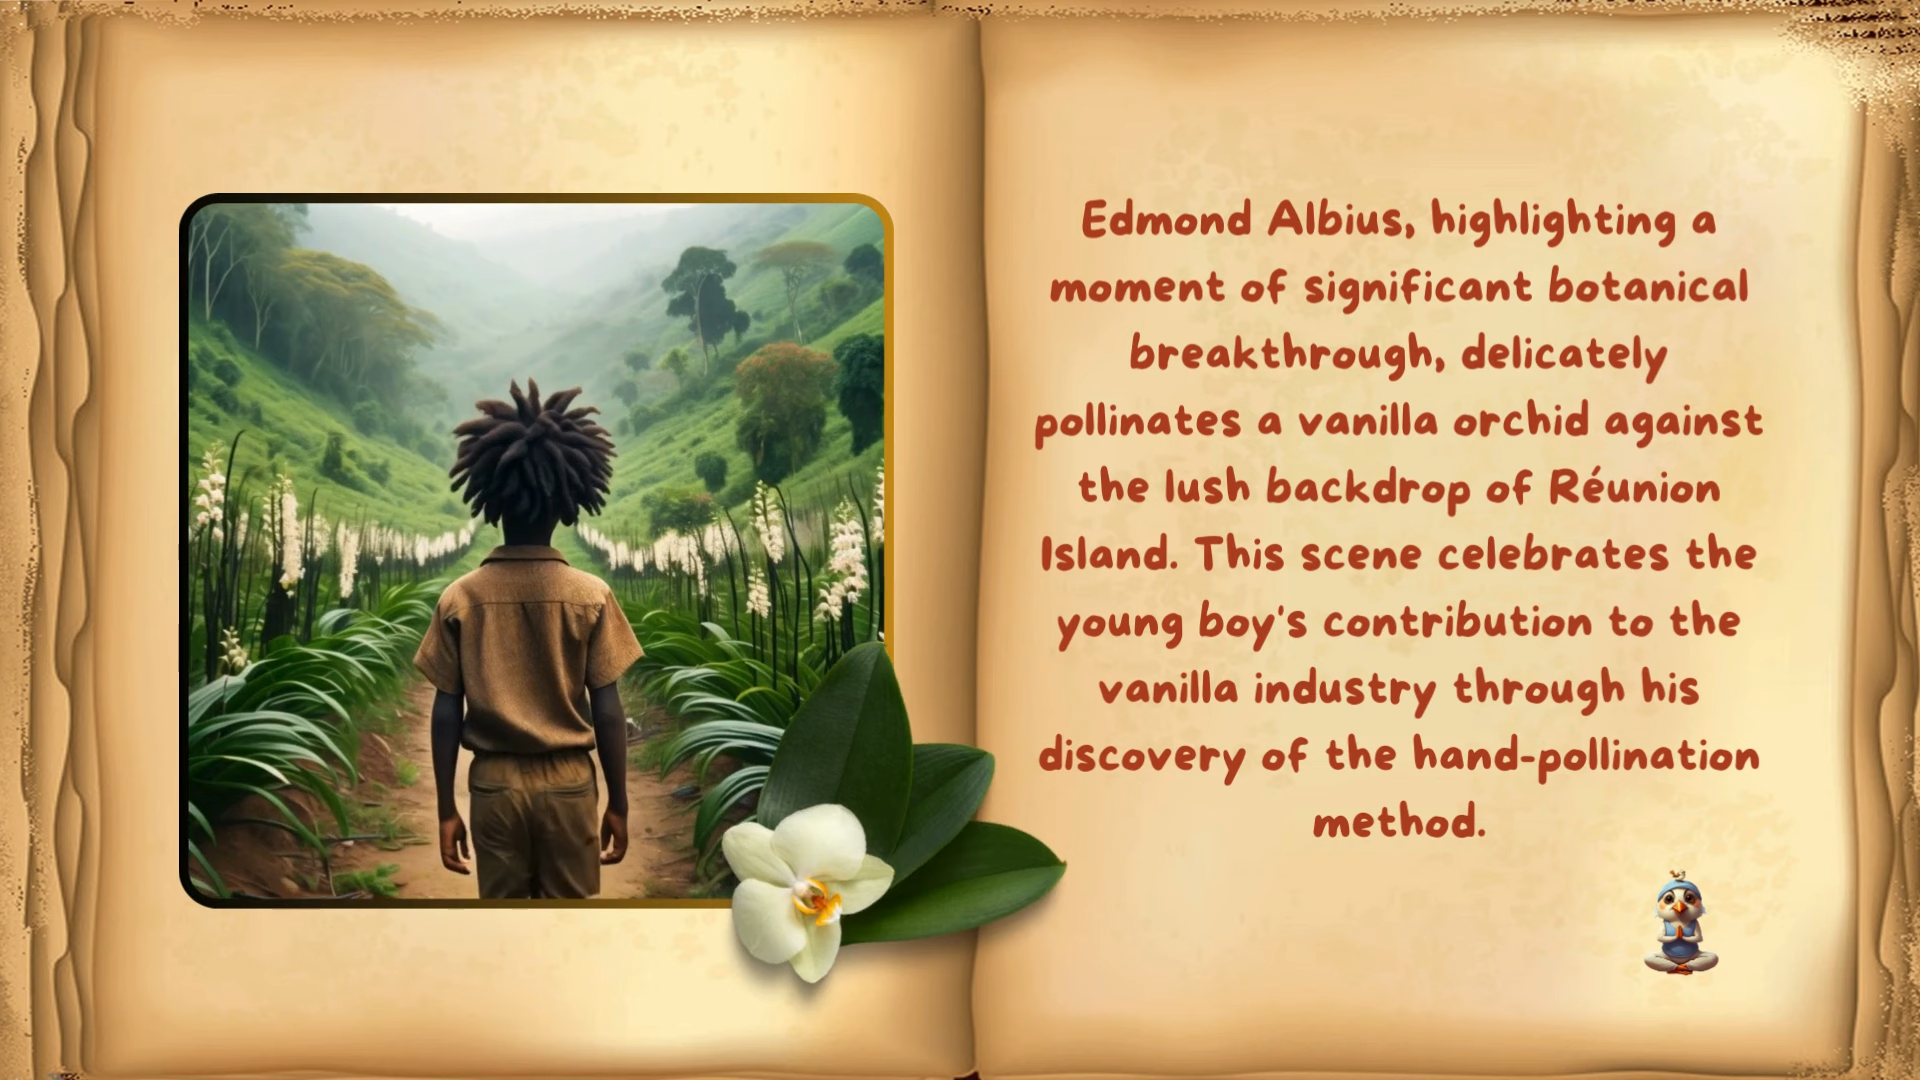 Edmond Albius, highlighting a
moment of significant botanical
breakthrough, delicately
pollinates a vanilla orchid against
the lush backdrop of Réunion
Island. This scene celebrates the
young boy's contribution to the
vanilla industry through his
discovery of the hand-pollination
method.